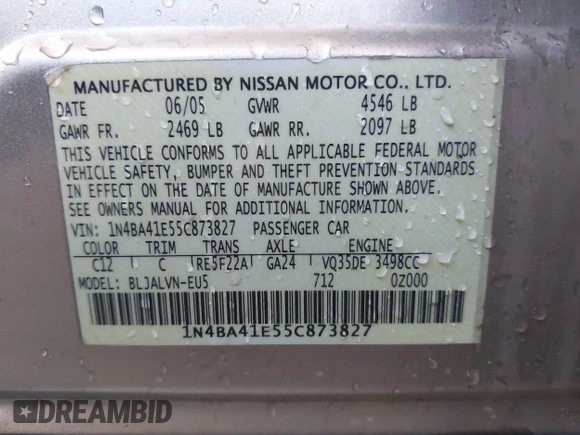 MANUFACTURED BY NISSAN MOTOR CO., LTD.
DATE 06/05 GVWR 4546 LB
GAWR FR. 2469 LB GAWR RR. 2097 LB
THIS VEHICLE CONFORMS TO ALL APPLICABLE FEDERAL MOTOR
VEHICLE SAFETY, BUMPER AND THEFT PREVENTION STANDARDS
IN EFFECT ON THE DATE OF MANUFACTURE SHOWN ABOVE.
SEE OWNERS MANUAL FOR ADDITIONAL INFORMATION.
VIN: 1N4BA41E55C873827 PASSENGER CAR
COLOR TRIM TRANS AXLE ENGINE
C12 C RE5F22A GA24 VQ35DE 3498CC
MODEL: BLJALVN-EU5 712 0Z000
1N4BA41E55C873827
DREAMBID